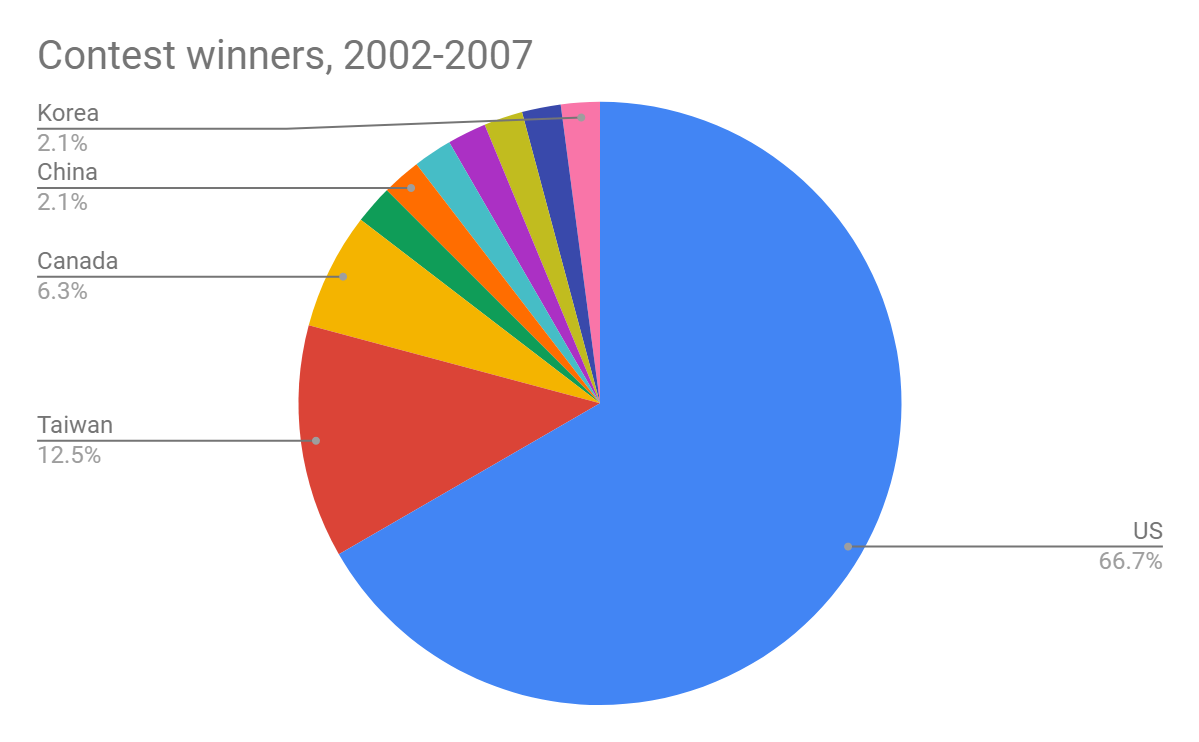 Contest winners, 2002-2007
Korea
2.1%
China
2.1%
Canada
6.3%
Taiwan
12.5%
US
66.7%